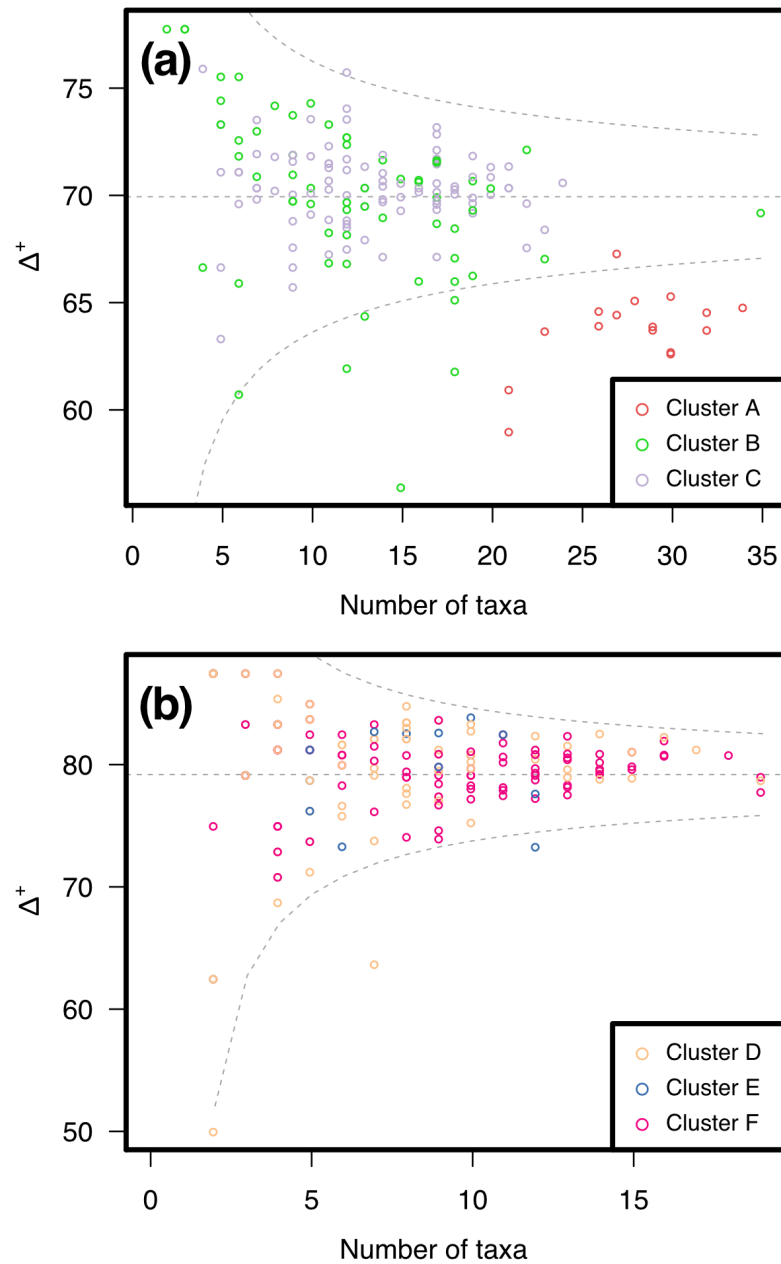 (a)
75
70
65
60
Δ+
0 5 10 15 20 25 30 35
Number of taxa
Cluster A
Cluster B
Cluster C
(b)
80
70
60
50
Δ+
0 5 10 15
Number of taxa
Cluster D
Cluster E
Cluster F